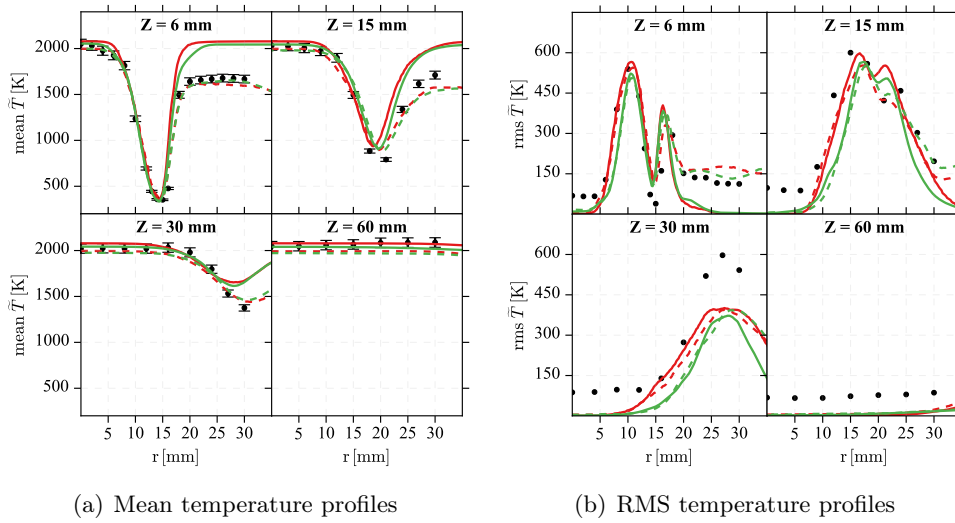 Z = 6 mm Z = 15 mm
2000
1500
1000
500
mean T̃ [K]
Z = 30 mm Z = 60 mm
2000
1500
1000
500
mean T̃ [K]
5 10 15 20 25 30 5 10 15 20 25 30
r [mm] r [mm]
(a) Mean temperature profiles
Z = 6 mm Z = 15 mm
600
450
300
150
rms T̃ [K]
Z = 30 mm Z = 60 mm
600
450
300
150
rms T̃ [K]
5 10 15 20 25 30 5 10 15 20 25 30
r [mm] r [mm]
(b) RMS temperature profiles